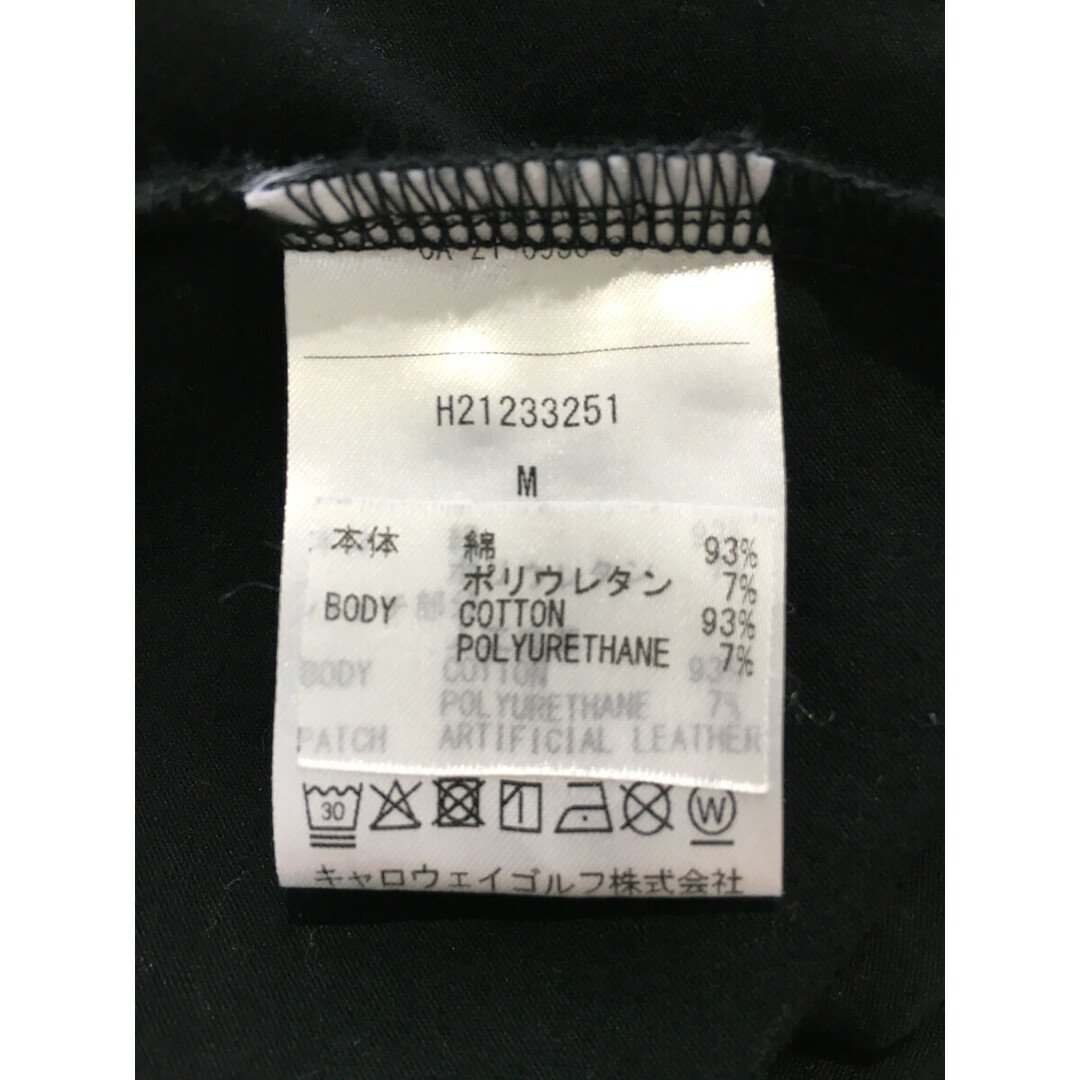 H21233251
M
本体 綿 93%
ポリウレタン 7%
BODY COTTON 93%
POLYURETHANE 7%
BODY COTTON 93%
POLYURETHANE 7%
PATCH ARTIFICIAL LEATHER
30 W
キャロウェイゴルフ株式会社